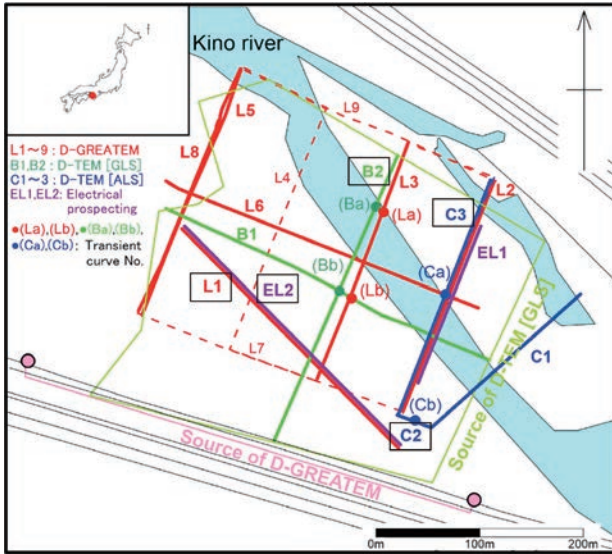 Kino river
L1~9 : D-GREATEM
B1,B2 : D-TEM [GLS]
C1~3 : D-TEM [ALS]
EL1,EL2: Electrical
prospecting
(La),(Lb), (Ba),(Bb),
(Ca),(Cb): Transient
curve No.
L5
L9
L8
B2
L3
L2
L4
L6
(Ba)
(La)
C3
B1
EL1
(Bb)
(Ca)
L1
EL2
(Lb)
C1
L7
(Cb)
C2
Source of D-TEM [GLS]
Source of D-GREATEM
0m
100m
200m